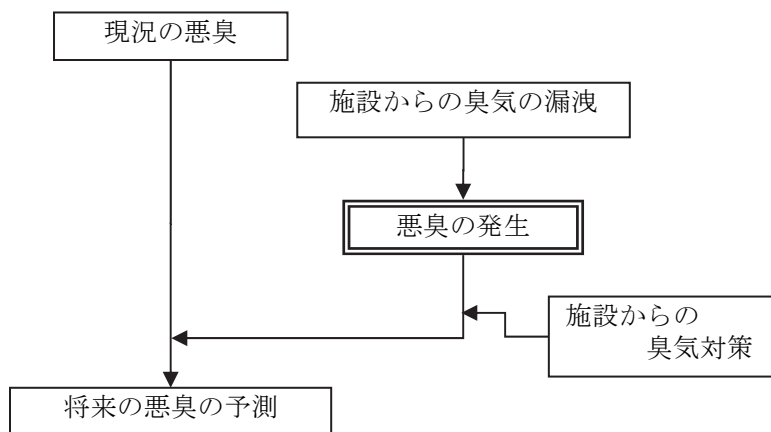 現況の悪臭
施設からの臭気の漏洩
悪臭の発生
施設からの
臭気対策
将来の悪臭の予測